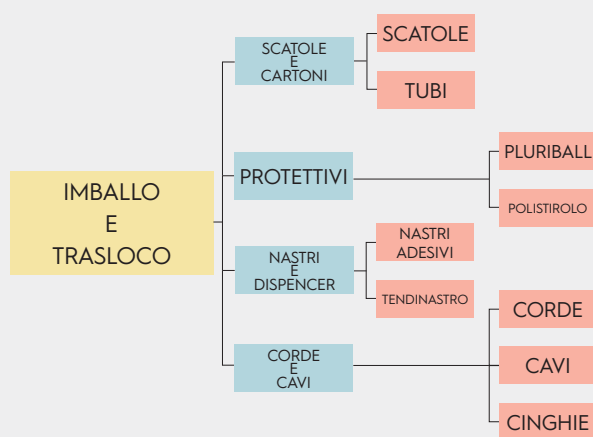 IMBALLO
E
TRASLOCO
SCATOLE
E
CARTONI
SCATOLE
TUBI
PROTETTIVI
PLURIBALL
POLISTIROLO
NASTRI
E
DISPENCER
NASTRI
ADESIVI
TENDINASTRO
CORDE
E
CAVI
CORDE
CAVI
CINGHIE